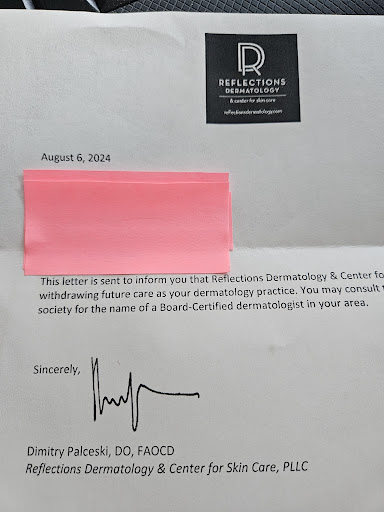 R
REFLECTIONS
DERMATOLOGY
& center for skin care
reflectionsdermatology.com
August 6, 2024
This letter is sent to inform you that Reflections Dermatology & Center fo
withdrawing future care as your dermatology practice. You may consult
society for the name of a Board-Certified dermatologist in your area.
Sincerely,
Dimitry Palceski, DO, FAOCD
Reflections Dermatology & Center for Skin Care, PLLC